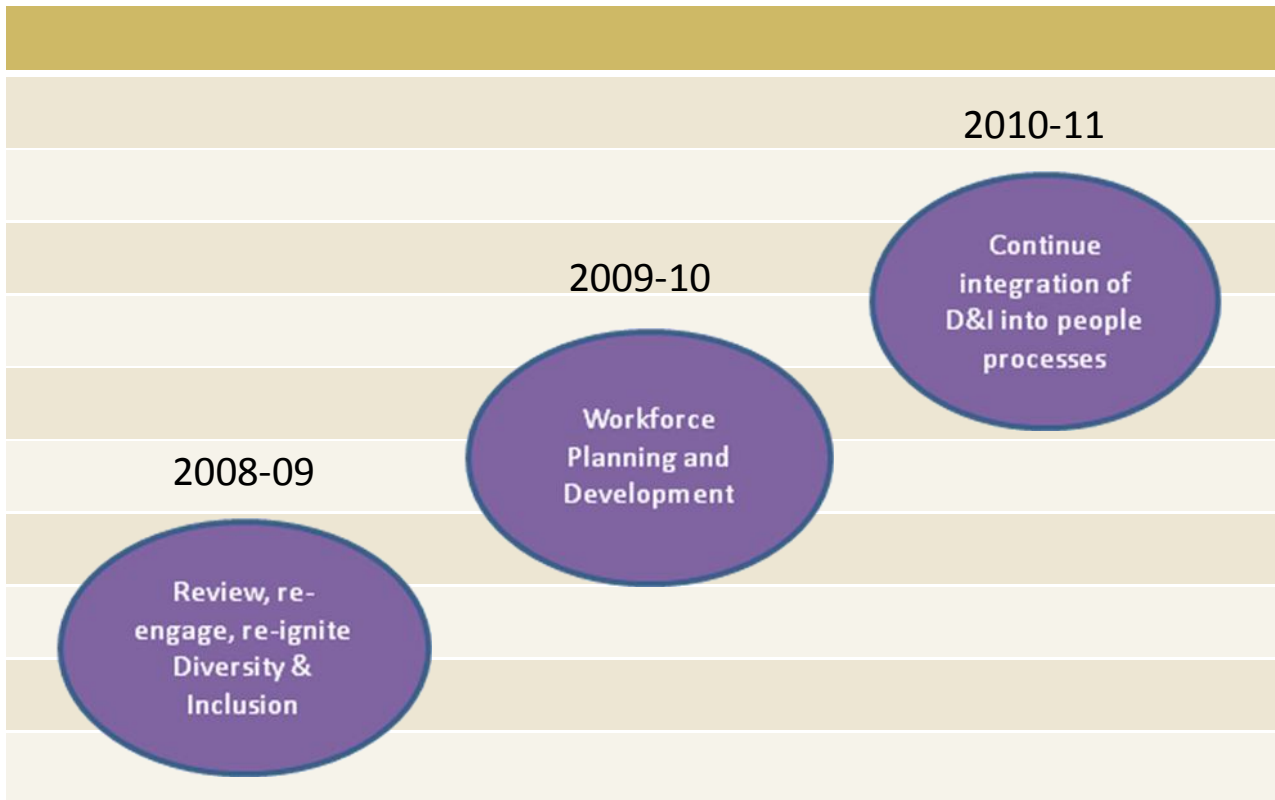 2008-09
Review, re-
engage, re-ignite
Diversity &
Inclusion
2009-10
Workforce
Planning and
Development
2010-11
Continue
integration of
D&I into people
processes